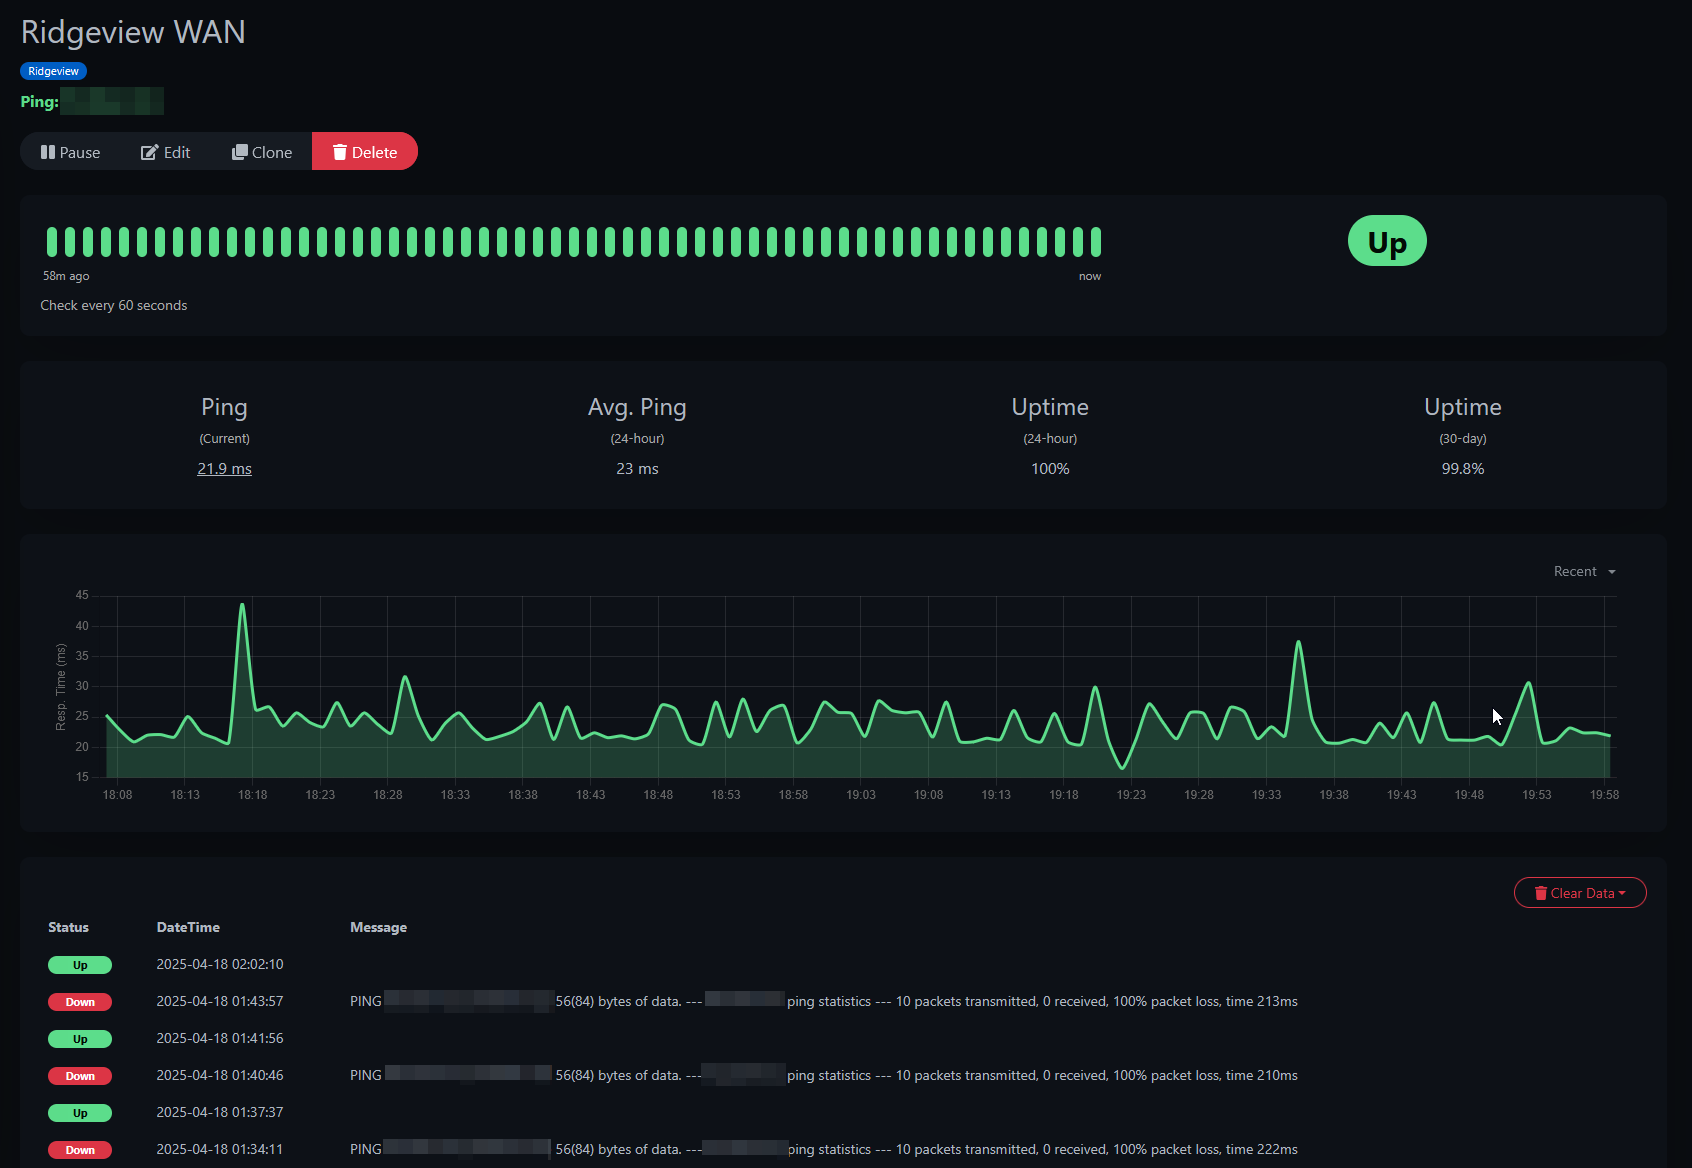 Ridgeview WAN
Ridgeview
Ping:
Pause Edit Clone Delete
Up
58m ago now
Check every 60 seconds
Ping Avg. Ping Uptime Uptime
(Current) (24-hour) (24-hour) (30-day)
21.9 ms 23 ms 100% 99.8%
Recent
Resp. Time (ms)
45
40
35
30
25
20
15
18:08 18:13 18:18 18:23 18:28 18:33 18:38 18:43 18:48 18:53 18:58 19:03 19:08 19:13 19:18 19:23 19:28 19:33 19:38 19:43 19:48 19:53 19:58
Clear Data
Status DateTime Message
Up 2025-04-18 02:02:10
Down 2025-04-18 01:43:57 PING 56(84) bytes of data. --- ping statistics --- 10 packets transmitted, 0 received, 100% packet loss, time 213ms
Up 2025-04-18 01:41:56
Down 2025-04-18 01:40:46 PING 56(84) bytes of data. --- ping statistics --- 10 packets transmitted, 0 received, 100% packet loss, time 210ms
Up 2025-04-18 01:37:37
Down 2025-04-18 01:34:11 PING 56(84) bytes of data. --- ping statistics --- 10 packets transmitted, 0 received, 100% packet loss, time 222ms